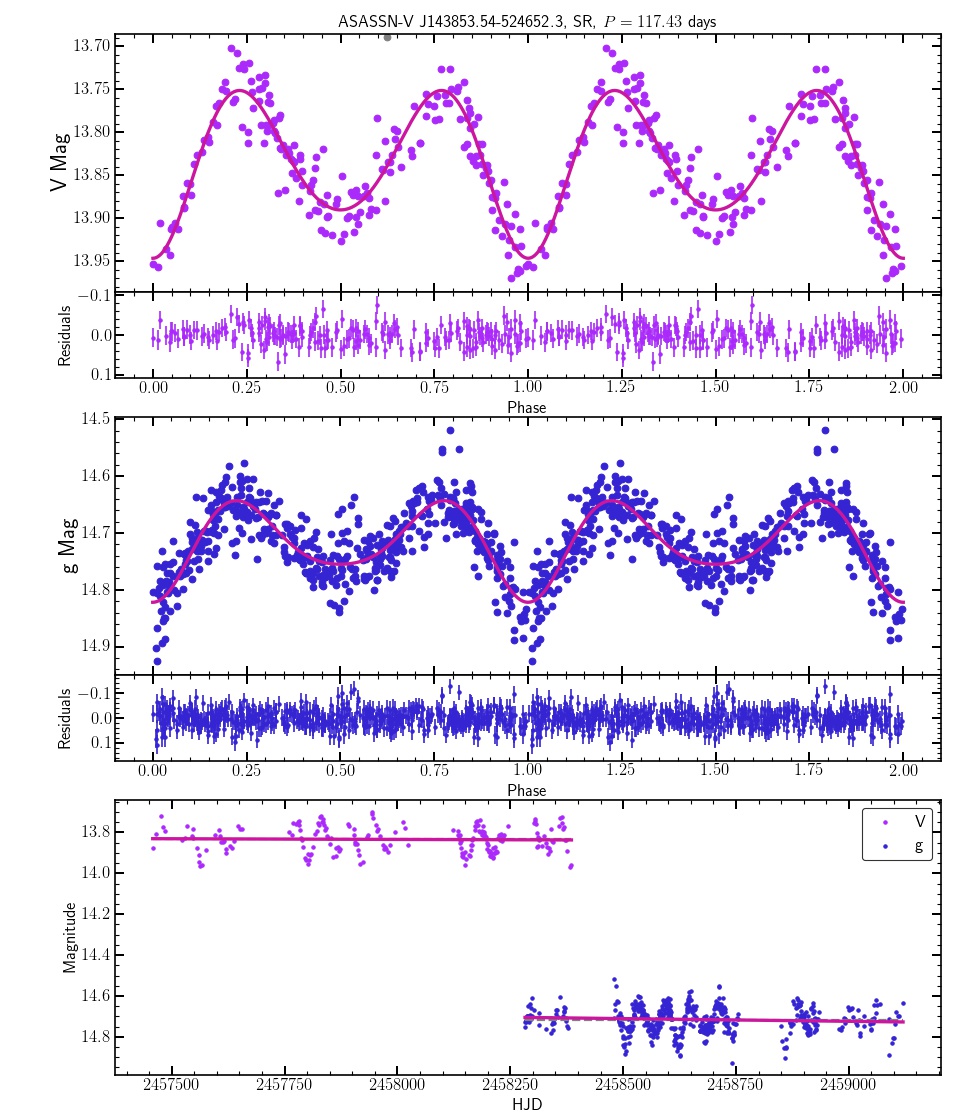 ASASSN-V J143853.54-524652.3, SR, P = 117.43 days
13.70
13.75
13.80
13.85
13.90
13.95
V Mag
−0.1
0.0
0.1
Residuals
0.00 0.25 0.50 0.75 1.00 1.25 1.50 1.75 2.00
Phase
14.5
14.6
14.7
14.8
14.9
g Mag
−0.1
0.0
0.1
Residuals
0.00 0.25 0.50 0.75 1.00 1.25 1.50 1.75 2.00
Phase
13.8
14.0
14.2
14.4
14.6
14.8
Magnitude
V
g
2457500 2457750 2458000 2458250 2458500 2458750 2459000
HJD